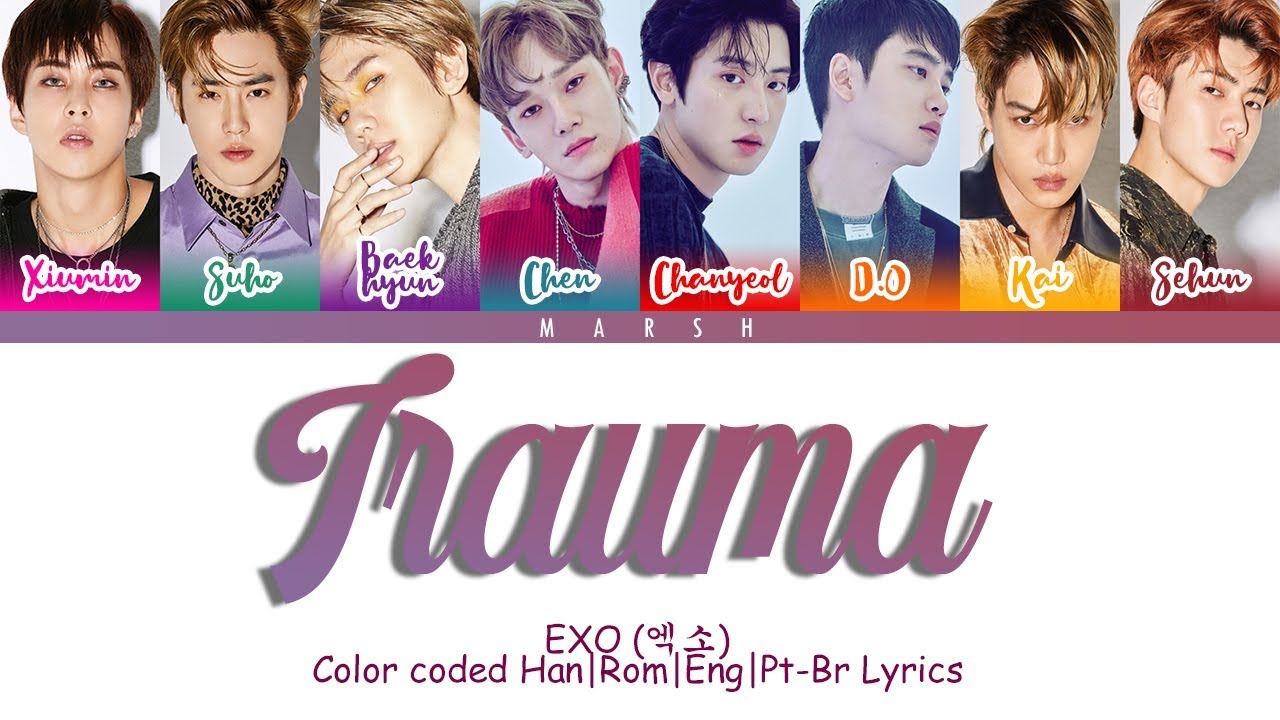 Xiumin
Suho
Baek
hyun
Chen
Chanyeol
D.O
Kai
Sehun
MARSH
Trauma
EXO (엑소)
Color coded Han|Rom|Eng|Pt-Br Lyrics